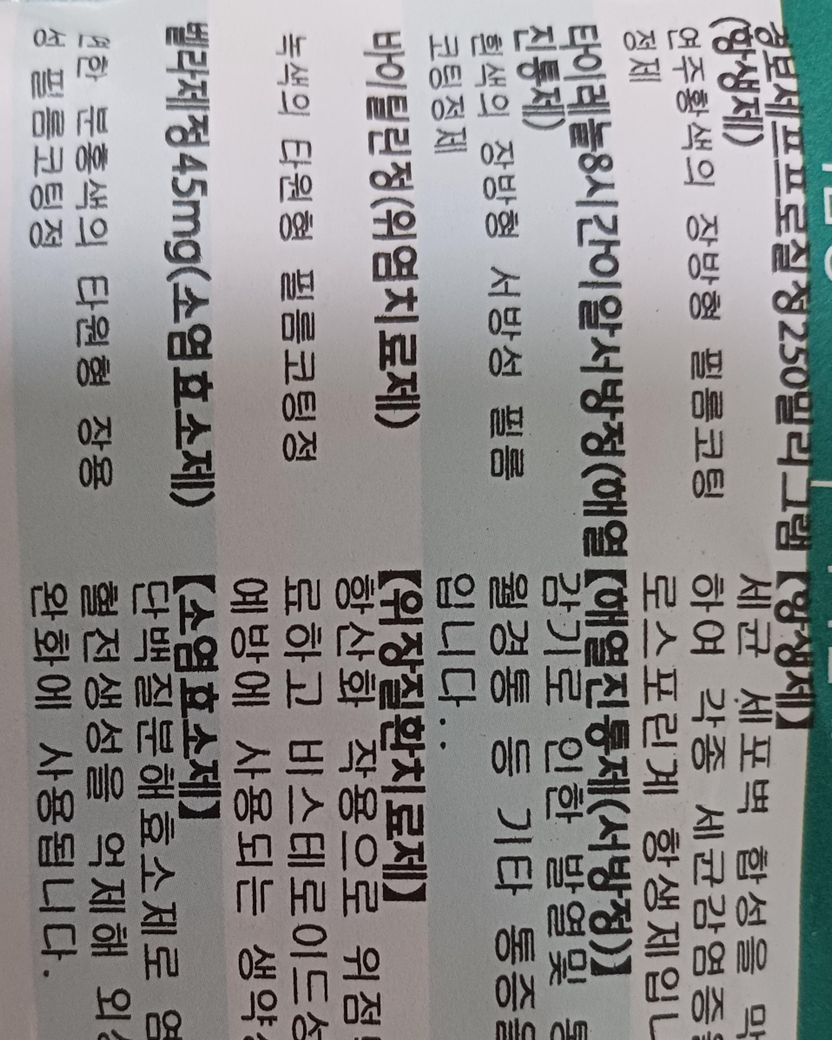 경보세프프로질정250밀리그램
(항생제)
연주황색의 장방형 필름코팅
정제
【항생제】
세균 세포벽 합성을 막
하여 각종 세균감염증을
로스포린계 항생제입니
타이레놀8시간이알서방정(해열
진통제)
흰색의 장방형 서방성 필름
코팅정제
【해열진통제(서방정)】
감기로 인한 발열및 통
월경통 등 기타 통증을
입니다..
바이틸린정(위염치료제)
녹색의 타원형 필름코팅정
【위장질환치료제】
항산화 작용으로 위점
료하고 비스테로이드성
예방에 사용되는 생약
벨라제정45mg(소염효소제)
연한 분홍색의 타원형 장용
성 필름코팅정
【소염효소제】
단백질분해효소제로 염
혈전생성을 억제해 외상
완화에 사용됩니다.